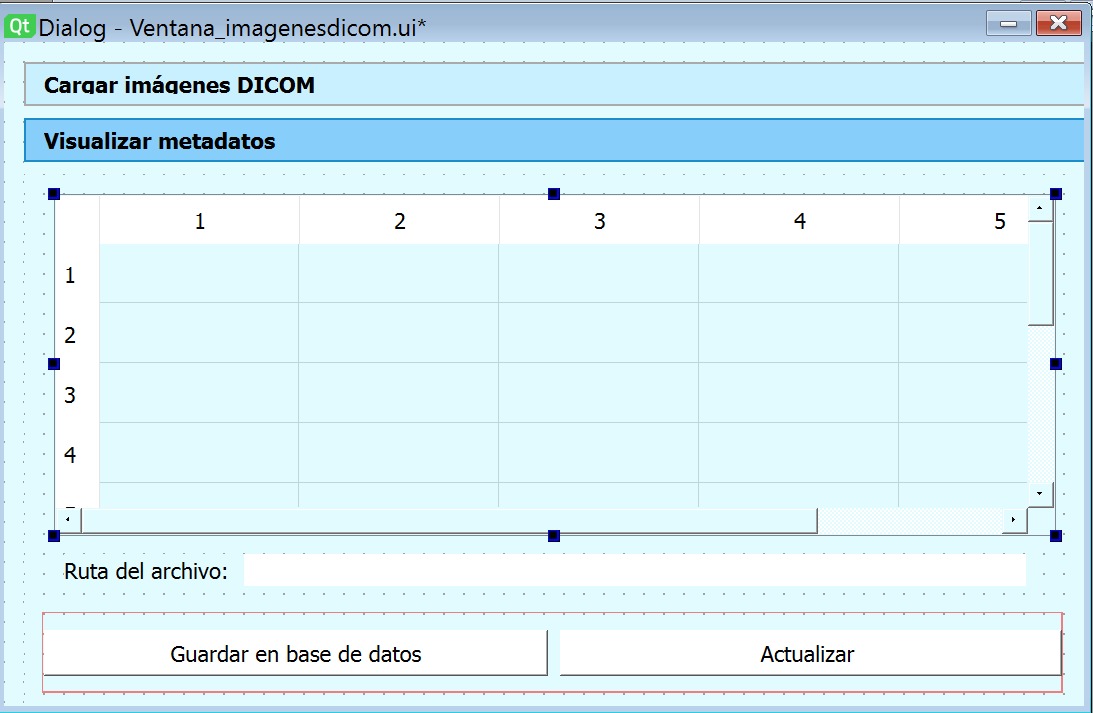 Qt Dialog - Ventana_imagenesdicom.ui*
Cargar imágenes DICOM
Visualizar metadatos
1 2 3 4 5
1
2
3
4
Ruta del archivo:
Guardar en base de datos Actualizar